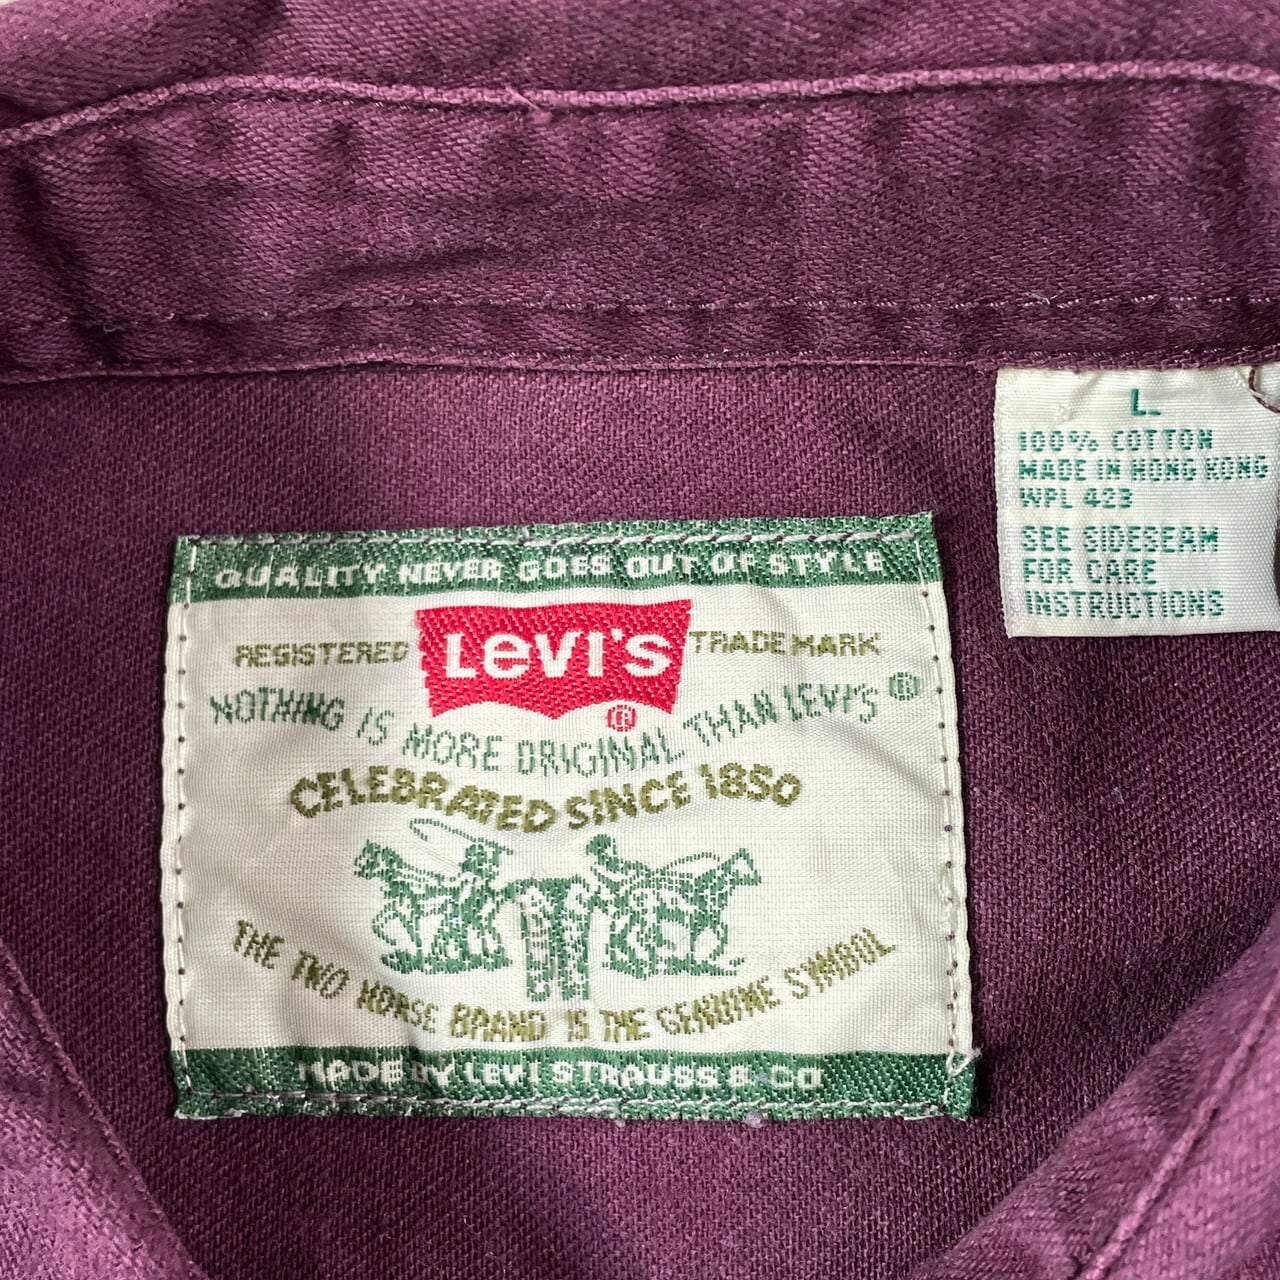 L
100% COTTON
MADE IN HONG KONG
WPL 423
SEE SIDESEAM
FOR CARE
INSTRUCTIONS
QUALITY NEVER GOES OUT OF STYLE
REGISTERED LEVI'S TRADEMARK
®
NOTHING IS MORE ORIGINAL THAN LEVI'S ®
CELEBRATED SINCE 1850
THE TWO HORSE BRAND IS THE GENUINE SYMBOL
MADE BY LEVI STRAUSS & CO